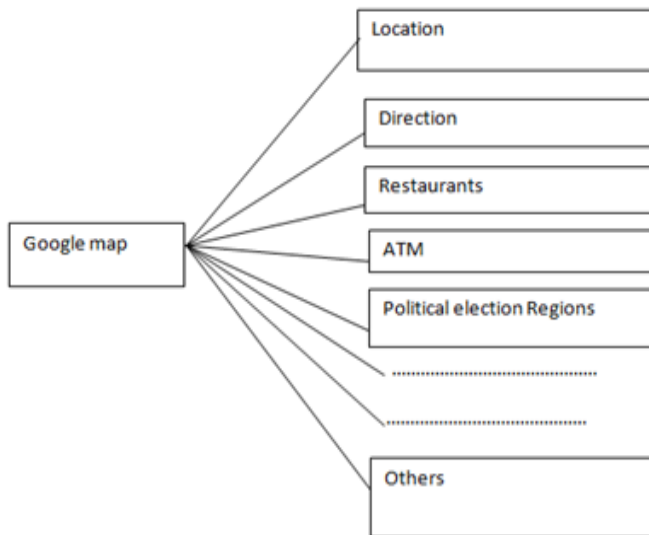 Location
Direction
Restaurants
Google map
ATM
Political election Regions
.............................................
............................................
Others